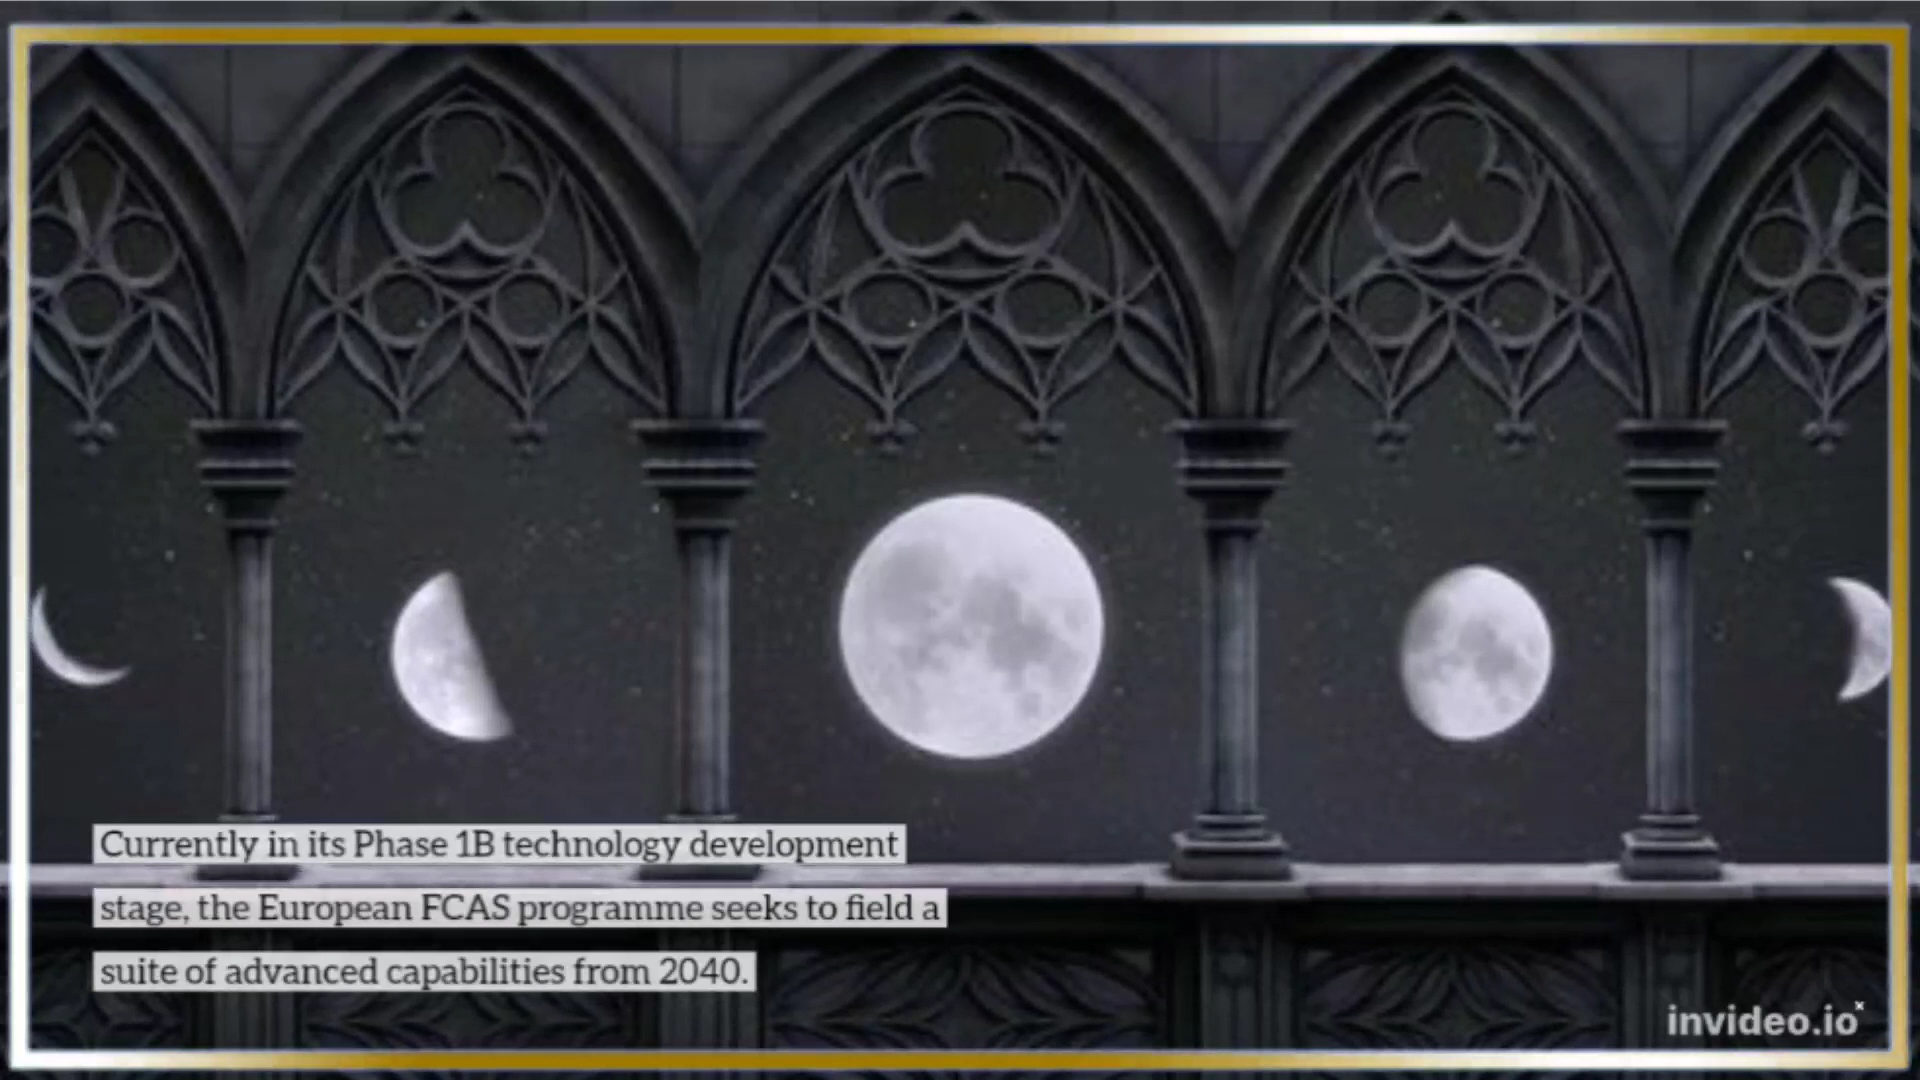 Currently in its Phase 1B technology development
stage, the European FCAS programme seeks to field a
suite of advanced capabilities from 2040.
invideo.io